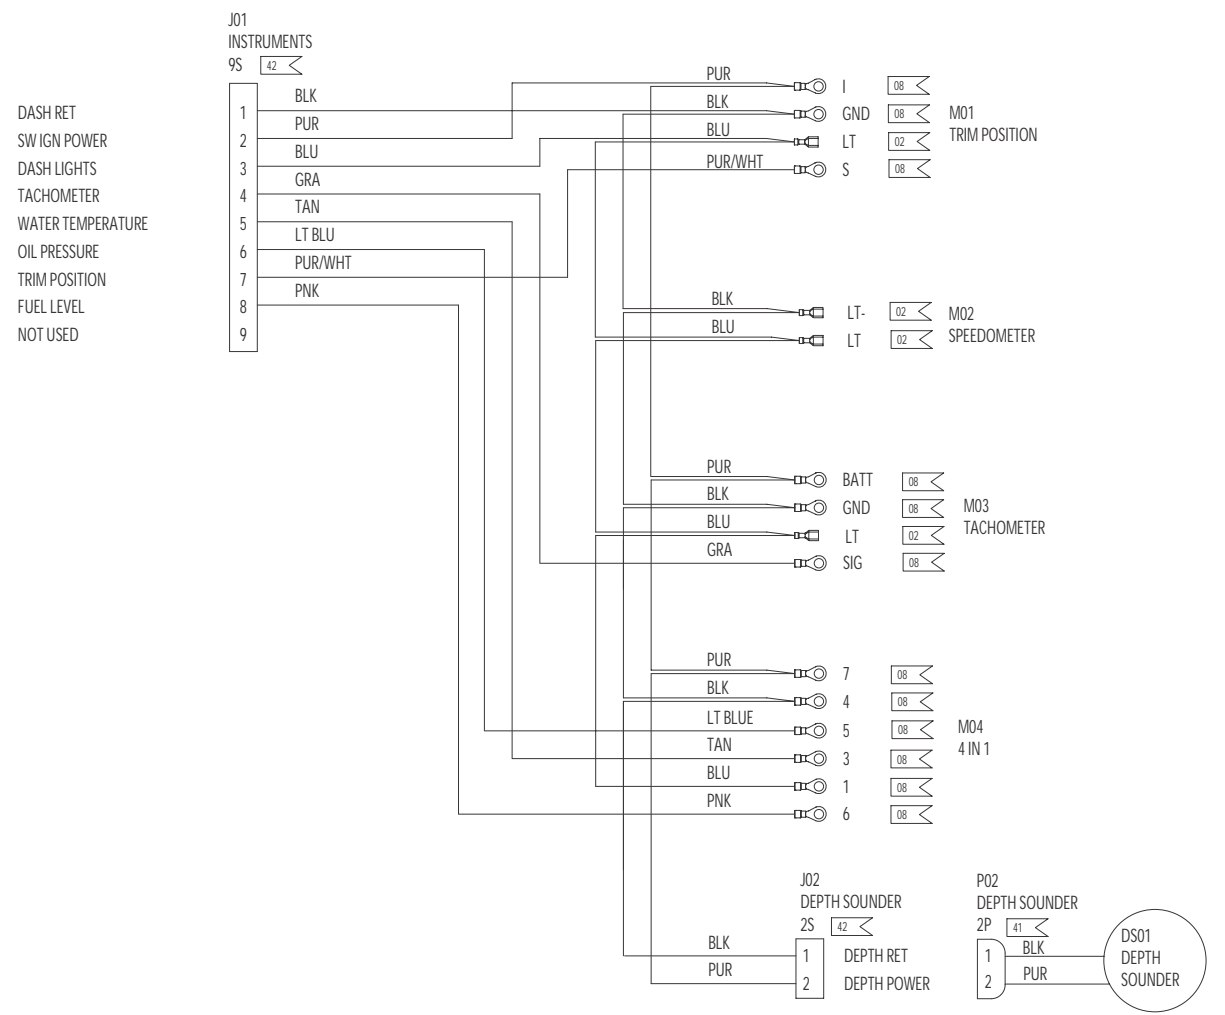 J01
INSTRUMENTS
9S 42
DASH RET 1 BLK
SW IGN POWER 2 PUR
DASH LIGHTS 3 BLU
TACHOMETER 4 GRA
WATER TEMPERATURE 5 TAN
OIL PRESSURE 6 LT BLU
TRIM POSITION 7 PUR/WHT
FUEL LEVEL 8 PNK
NOT USED 9
PUR I 08
BLK GND 08
BLU LT 02
PUR/WHT S 08
M01
TRIM POSITION
BLK LT- 02
BLU LT 02
M02
SPEEDOMETER
PUR BATT 08
BLK GND 08
BLU LT 02
GRA SIG 08
M03
TACHOMETER
PUR 7 08
BLK 4 08
LT BLUE 5 08
TAN 3 08
BLU 1 08
PNK 6 08
M04
4 IN 1
J02
DEPTH SOUNDER
2S 42
BLK 1 DEPTH RET
PUR 2 DEPTH POWER
P02
DEPTH SOUNDER
2P 41
1 BLK
2 PUR
DS01
DEPTH
SOUNDER